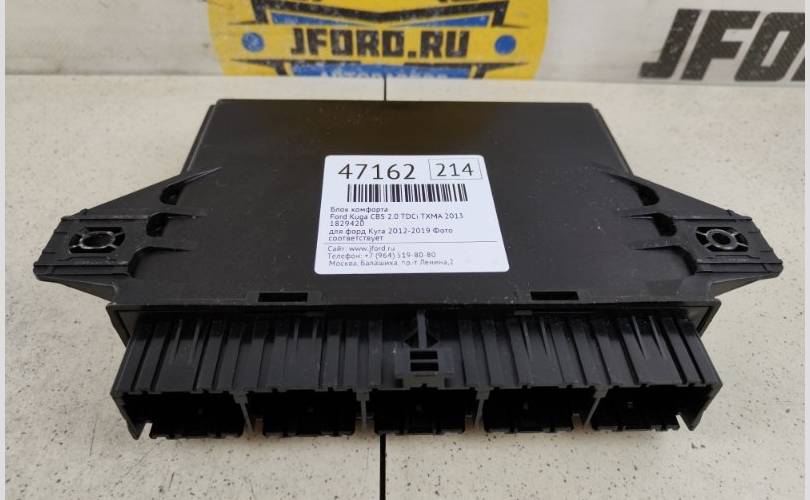 JFORD.RU
JFO
47162 214
Блок комфорта
Ford Kuga CBS 2.0 TDCi TXMA 2013
1829420
для форд Куга 2012-2019 Фото
соответствует
Сайт: www.jford.ru
Телефон: +7 (964) 519-80-80
Москва, Балашиха, пр-т Ленина,2